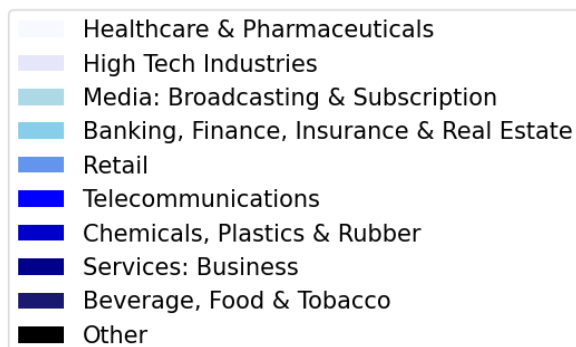 Healthcare & Pharmaceuticals
High Tech Industries
Media: Broadcasting & Subscription
Banking, Finance, Insurance & Real Estate
Retail
Telecommunications
Chemicals, Plastics & Rubber
Services: Business
Beverage, Food & Tobacco
Other